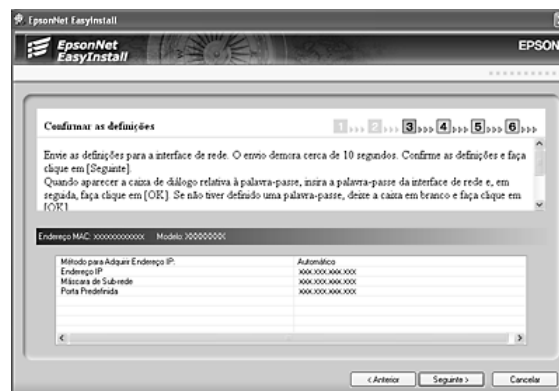 EpsonNet EasyInstall
EpsonNet
EasyInstall
EPSON
Confirmar as definições
1 2 3 4 5 6
Envie as definições para a interface de rede. O envio demora cerca de 10 segundos. Confirme as definições e faça
clique em [Seguinte].
Quando aparecer a caixa de diálogo relativa à palavra-passe, insira a palavra-passe da interface de rede e, em
seguida, faça clique em [OK]. Se não tiver definido uma palavra-passe, deixe a caixa em branco e faça clique em
[OK].
Endereço MAC: xxxxxxxxxxxx Modelo: XXXXXXXX
Método para Adquirir Endereço IP: Automático
Endereço IP xxx.xxx.xxx.xxx
Máscara de Sub-rede xxx.xxx.xxx.xxx
Porta Predefinida xxx.xxx.xxx.xxx
< Anterior Seguinte > Cancelar